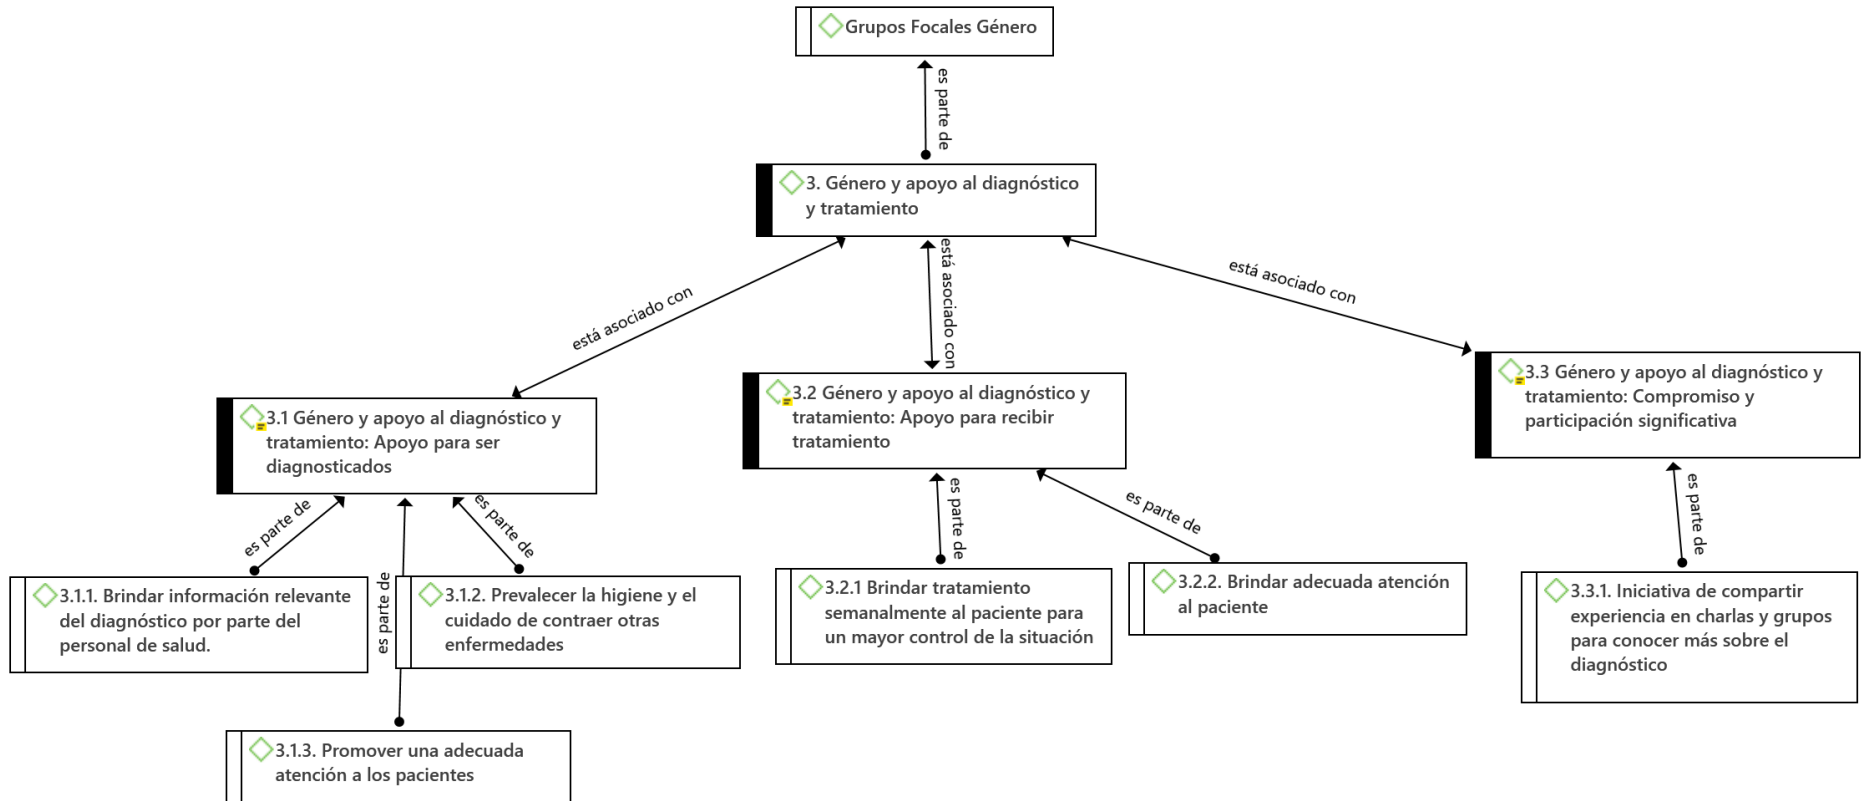 Grupos Focales Género
es parte de
3. Género y apoyo al diagnóstico
y tratamiento
está asociado con
está asociado con
está asociado con
3.1 Género y apoyo al diagnóstico y
tratamiento: Apoyo para ser
diagnosticados
3.2 Género y apoyo al diagnóstico y
tratamiento: Apoyo para recibir
tratamiento
3.3 Género y apoyo al diagnóstico y
tratamiento: Compromiso y
participación significativa
es parte de
es parte de
es parte de
es parte de
es parte de
es parte de
3.1.1. Brindar información relevante
del diagnóstico por parte del
personal de salud.
3.1.2. Prevalecer la higiene y el
cuidado de contraer otras
enfermedades
3.2.1 Brindar tratamiento
semanalmente al paciente para
un mayor control de la situación
3.2.2. Brindar adecuada atención
al paciente
3.3.1. Iniciativa de compartir
experiencia en charlas y grupos
para conocer más sobre el
diagnóstico
3.1.3. Promover una adecuada
atención a los pacientes